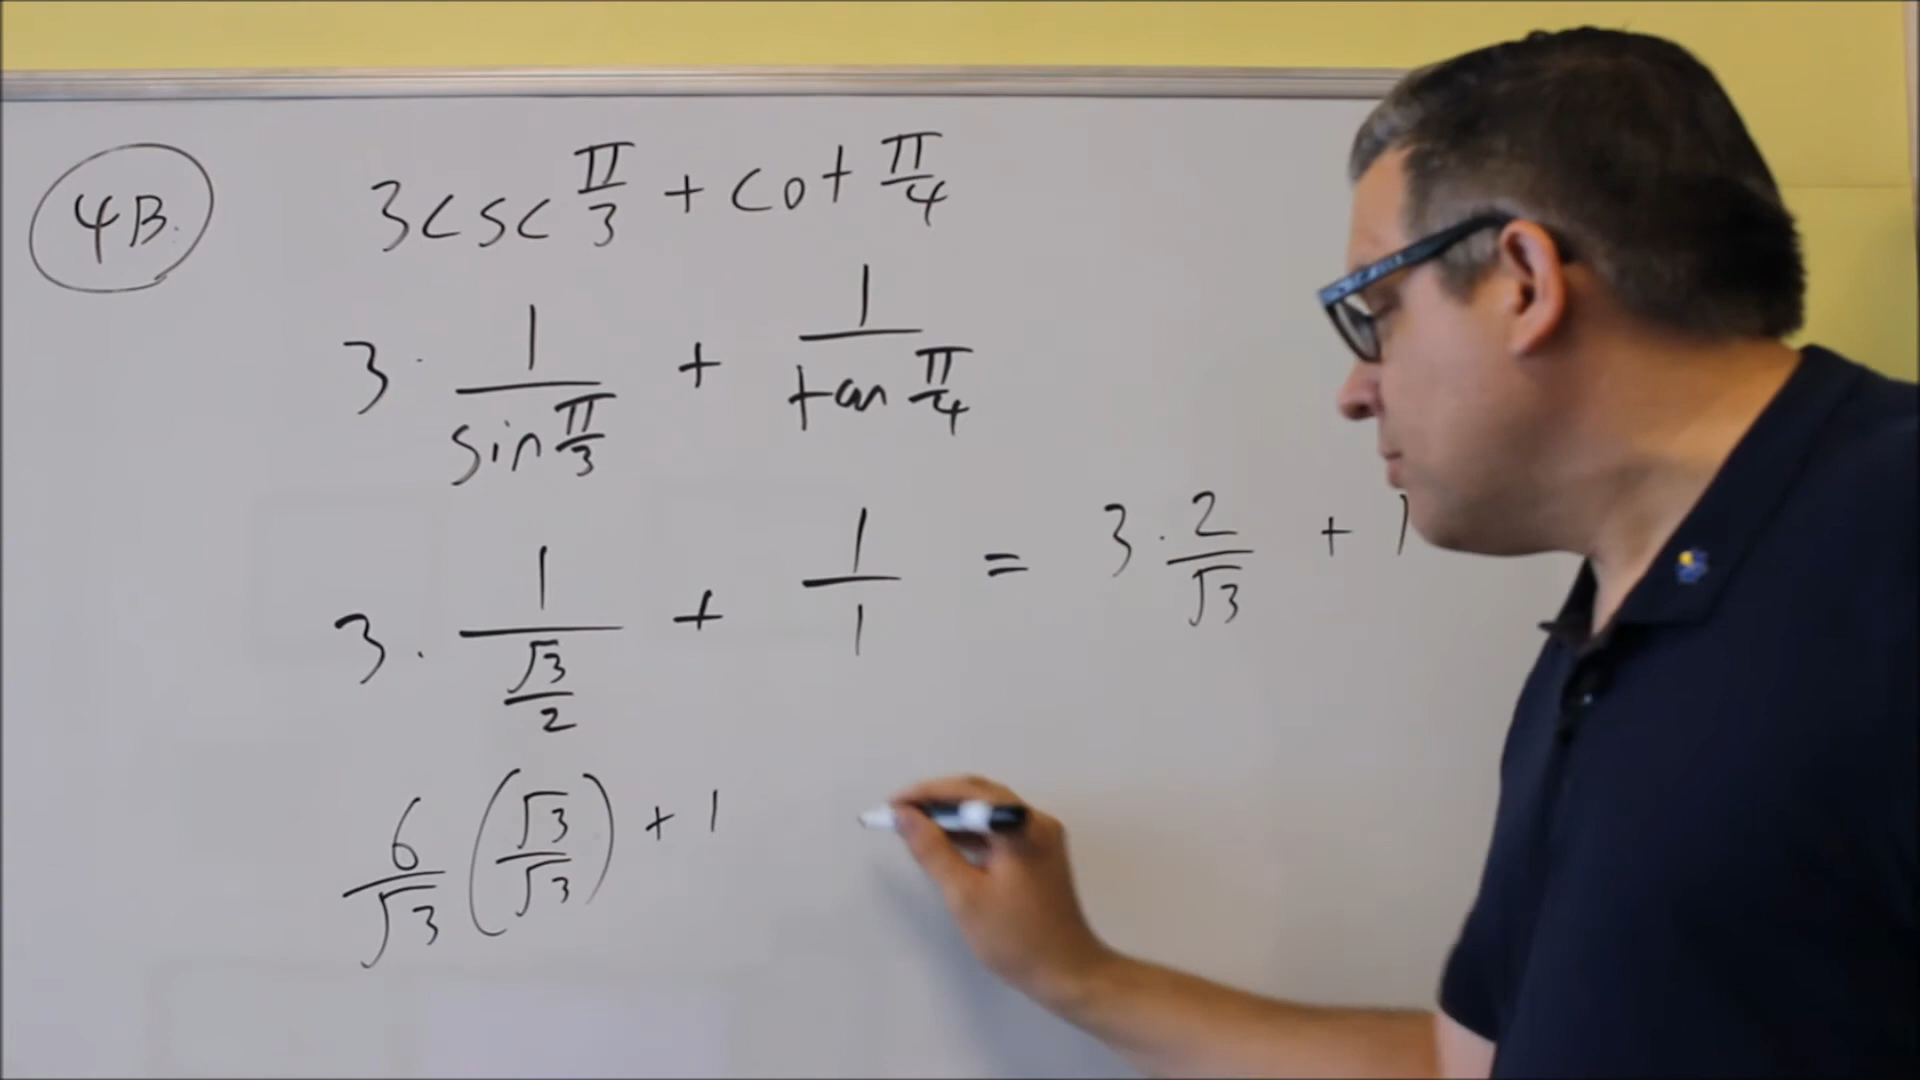 4B.
3csc π/3 + cot π/4
3 · 1/(sin π/3) + 1/(tan π/4)
3 · 1/(√3/2) + 1/1 = 3 · 2/√3 + 1
6/√3 (√3/√3) + 1